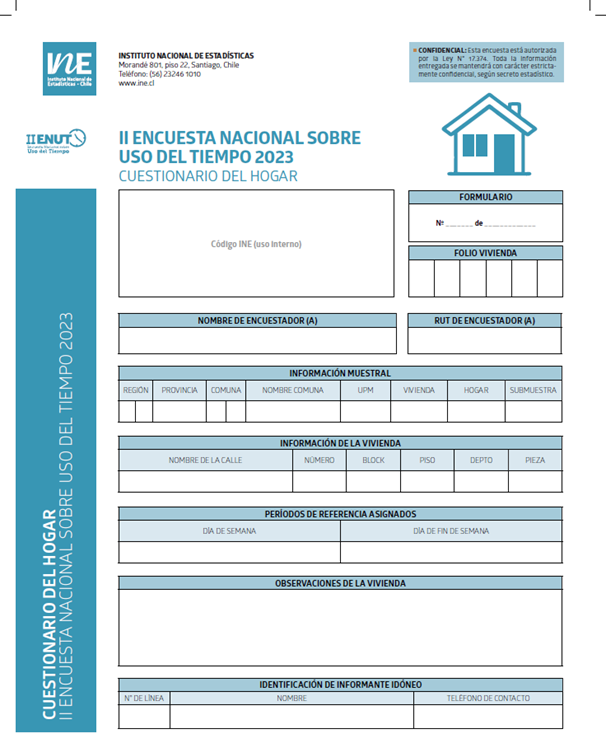 INE
Instituto Nacional de
Estadísticas - Chile
INSTITUTO NACIONAL DE ESTADÍSTICAS
Morandé 801, piso 22, Santiago, Chile
Teléfono: (56) 23246 1010
www.ine.cl
CONFIDENCIAL: Esta encuesta está autorizada
por la Ley N° 17.374. Toda la información
entregada se mantendrá con carácter estricta-
mente confidencial, según secreto estadístico.
II ENUT
Encuesta Nacional sobre
Uso del Tiempo
II ENCUESTA NACIONAL SOBRE
USO DEL TIEMPO 2023
CUESTIONARIO DEL HOGAR
Código INE (uso interno)
FORMULARIO
Nº _______ de _____________
FOLIO VIVIENDA
NOMBRE DE ENCUESTADOR (A)
RUT DE ENCUESTADOR (A)
INFORMACIÓN MUESTRAL
REGIÓN PROVINCIA COMUNA NOMBRE COMUNA UPM VIVIENDA HOGAR SUBMUESTRA
INFORMACIÓN DE LA VIVIENDA
NOMBRE DE LA CALLE NÚMERO BLOCK PISO DEPTO PIEZA
PERÍODOS DE REFERENCIA ASIGNADOS
DÍA DE SEMANA DÍA DE FIN DE SEMANA
OBSERVACIONES DE LA VIVIENDA
IDENTIFICACIÓN DE INFORMANTE IDÓNEO
N° DE LÍNEA NOMBRE TELÉFONO DE CONTACTO
CUESTIONARIO DEL HOGAR
II ENCUESTA NACIONAL SOBRE USO DEL TIEMPO 2023